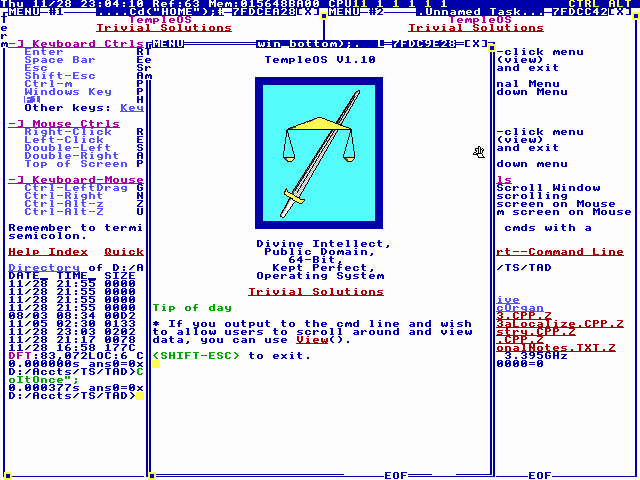 Thu 11/28 23:04:10 Ref:63 Mem:015648BA00 CPU11 1 1 1 1 1 CTRL ALT
MENU #1 ....Cd("HOME");# 7FDCEA28[X]
MENU #2 ..Unnamed Task... 7FDCC42[X]
TempleOS
Trivial Solutions
-] Keyboard Ctrls
Enter
Space Bar
Esc
Shift-Esc
Ctrl-m
Windows Key
Other keys: Key
-] Mouse Ctrls
Right-Click
Left-Click
Double-Left
Double-Right
Top of Screen
-] Keyboard-Mouse
Ctrl-LeftDrag
Ctrl-Right
Ctrl-Alt-z
Ctrl-Alt-Z
Remember to termi
semicolon.
Help Index Quick
Directory of D:/A
DATE_ TIME_ SIZE
11/28 21:55 0000
11/28 21:55 0000
11/28 21:55 0000
11/28 21:55 0000
08/03 08:34 00D2
11/05 02:30 0133
11/28 23:03 0202
11/28 21:17 0078
11/28 16:58 177C
DFT:83,072LOC:6 C
0.000000s ans0=0x
D:/Accts/TS/TAD>C
oItOnce";
0.000377s ans0=0x
D:/Accts/TS/TAD>
MENU win bottom);. L 7FDC9E28 [X]
TempleOS V1.10
Divine Intellect,
Public Domain,
64-Bit,
Kept Perfect,
Operating System
Trivial Solutions
Tip of day
* If you output to the cmd line and wish
to allow users to scroll around and view
data, you can use View().
<SHIFT-ESC> to exit.
EOF
TempleOS
Trivial Solutions
-click menu
(view)
and exit
nal Menu
down Menu
-click menu
(view)
and exit
down menu
ls
Scroll Window
scrolling
screen on Mouse
m screen on Mouse
cmds with a
rt--Command Line
/TS/TAD
ive
cOrgan
3.CPP.Z
3aLocalize.CPP.Z
stry.CPP.Z
.CPP.Z
onalNotes.TXT.Z
3.395GHz
0000=0
EOF